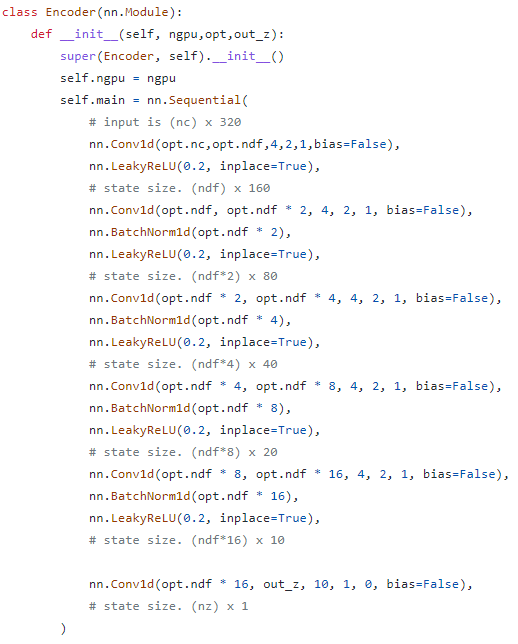 class Encoder(nn.Module):
    def __init__(self, ngpu,opt,out_z):
        super(Encoder, self).__init__()
        self.ngpu = ngpu
        self.main = nn.Sequential(
            # input is (nc) x 320
            nn.Conv1d(opt.nc,opt.ndf,4,2,1,bias=False),
            nn.LeakyReLU(0.2, inplace=True),
            # state size. (ndf) x 160
            nn.Conv1d(opt.ndf, opt.ndf * 2, 4, 2, 1, bias=False),
            nn.BatchNorm1d(opt.ndf * 2),
            nn.LeakyReLU(0.2, inplace=True),
            # state size. (ndf*2) x 80
            nn.Conv1d(opt.ndf * 2, opt.ndf * 4, 4, 2, 1, bias=False),
            nn.BatchNorm1d(opt.ndf * 4),
            nn.LeakyReLU(0.2, inplace=True),
            # state size. (ndf*4) x 40
            nn.Conv1d(opt.ndf * 4, opt.ndf * 8, 4, 2, 1, bias=False),
            nn.BatchNorm1d(opt.ndf * 8),
            nn.LeakyReLU(0.2, inplace=True),
            # state size. (ndf*8) x 20
            nn.Conv1d(opt.ndf * 8, opt.ndf * 16, 4, 2, 1, bias=False),
            nn.BatchNorm1d(opt.ndf * 16),
            nn.LeakyReLU(0.2, inplace=True),
            # state size. (ndf*16) x 10

            nn.Conv1d(opt.ndf * 16, out_z, 10, 1, 0, bias=False),
            # state size. (nz) x 1
        )